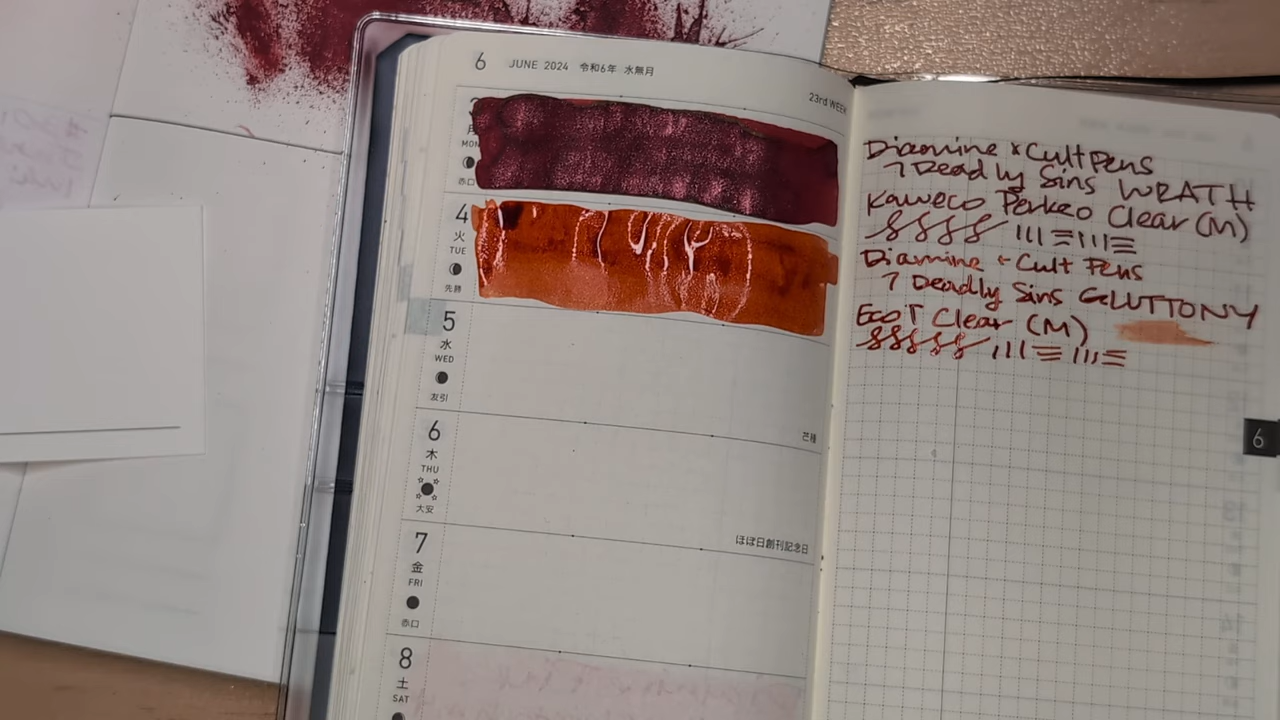 6 JUNE 2024 令和6年 水無月
23rd WEEK
月
MON
赤口
4
火
TUE
先勝
5
水
WED
友引
芒種
6
木
THU
大安
ほぼ日創刊記念日
7
金
FRI
赤口
8
土
SAT
Diamine x Cult Pens
7 Deadly Sins WRATH
Kaweco Perkeo Clear (M)
Diamine + Cult Pens
7 Deadly Sins GLUTTONY
Eco T Clear (M)
6